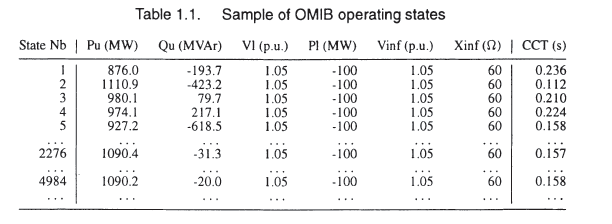 Table 1.1. Sample of OMIB operating states
State Nb Pu (MW) Qu (MVAr) Vl (p.u.) Pl (MW) Vinf (p.u.) Xinf (Ω) CCT (s)
1 876.0 -193.7 1.05 -100 1.05 60 0.236
2 1110.9 -423.2 1.05 -100 1.05 60 0.112
3 980.1 79.7 1.05 -100 1.05 60 0.210
4 974.1 217.1 1.05 -100 1.05 60 0.224
5 927.2 -618.5 1.05 -100 1.05 60 0.158
... ... ... ... ... ... ... ...
2276 1090.4 -31.3 1.05 -100 1.05 60 0.157
... ... ... ... ... ... ... ...
4984 1090.2 -20.0 1.05 -100 1.05 60 0.158
... ... ... ... ... ... ... ...